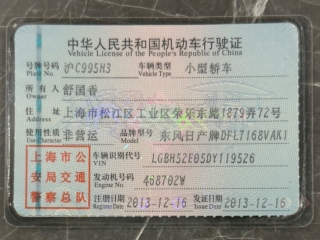 中华人民共和国机动车行驶证
Vehicle License of the People's Republic of China
号牌号码 沪C995H3 车辆类型 小型轿车
Plate No. Vehicle Type
所有人 舒国香
Owner
住址 上海市松江区工业区荣乐东路1879弄72号
Address
使用性质 非营运 品牌型号 东风日产牌DFL7168VAK1
Use Character Model
上海市公
安局交通
警察总队
车辆识别代号 LGBH52E05DY119526
VIN
发动机号码 468702W
Engine No.
注册日期 2013-12-16 发证日期 2013-12-16
Register Date Issue Date